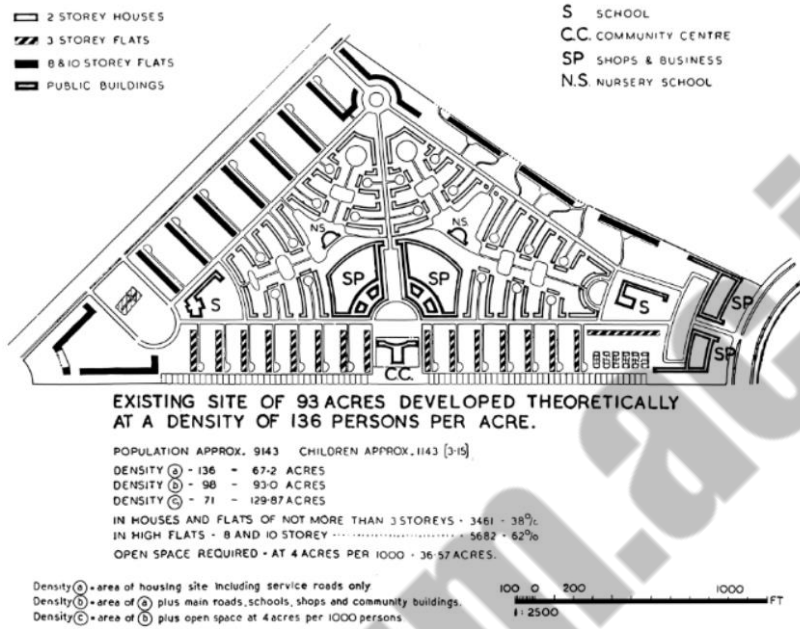 2 STOREY HOUSES
3 STOREY FLATS
8 & 10 STOREY FLATS
PUBLIC BUILDINGS
S SCHOOL
C.C. COMMUNITY CENTRE
SP SHOPS & BUSINESS
N.S. NURSERY SCHOOL
N.S.
N.S.
SP
SP
S
S
SP
SP
C.C.
EXISTING SITE OF 93 ACRES DEVELOPED THEORETICALLY
AT A DENSITY OF 136 PERSONS PER ACRE.
POPULATION APPROX. 9143 CHILDREN APPROX. 1143 (3-15)
DENSITY (a) - 136 - 67·2 ACRES
DENSITY (b) - 98 - 93·0 ACRES
DENSITY (c) - 71 - 129·87 ACRES
IN HOUSES AND FLATS OF NOT MORE THAN 3 STOREYS - 3461 - 38%
IN HIGH FLATS - 8 AND 10 STOREY ---------- 5682 - 62%
OPEN SPACE REQUIRED - AT 4 ACRES PER 1000 - 36·57 ACRES.
Density (a) = area of housing site including service roads only
Density (b) = area of (a) plus main roads, schools, shops and community buildings.
Density (c) = area of (b) plus open space at 4 acres per 1000 persons
100 0 200 1000 FT
1:2500
m.ac